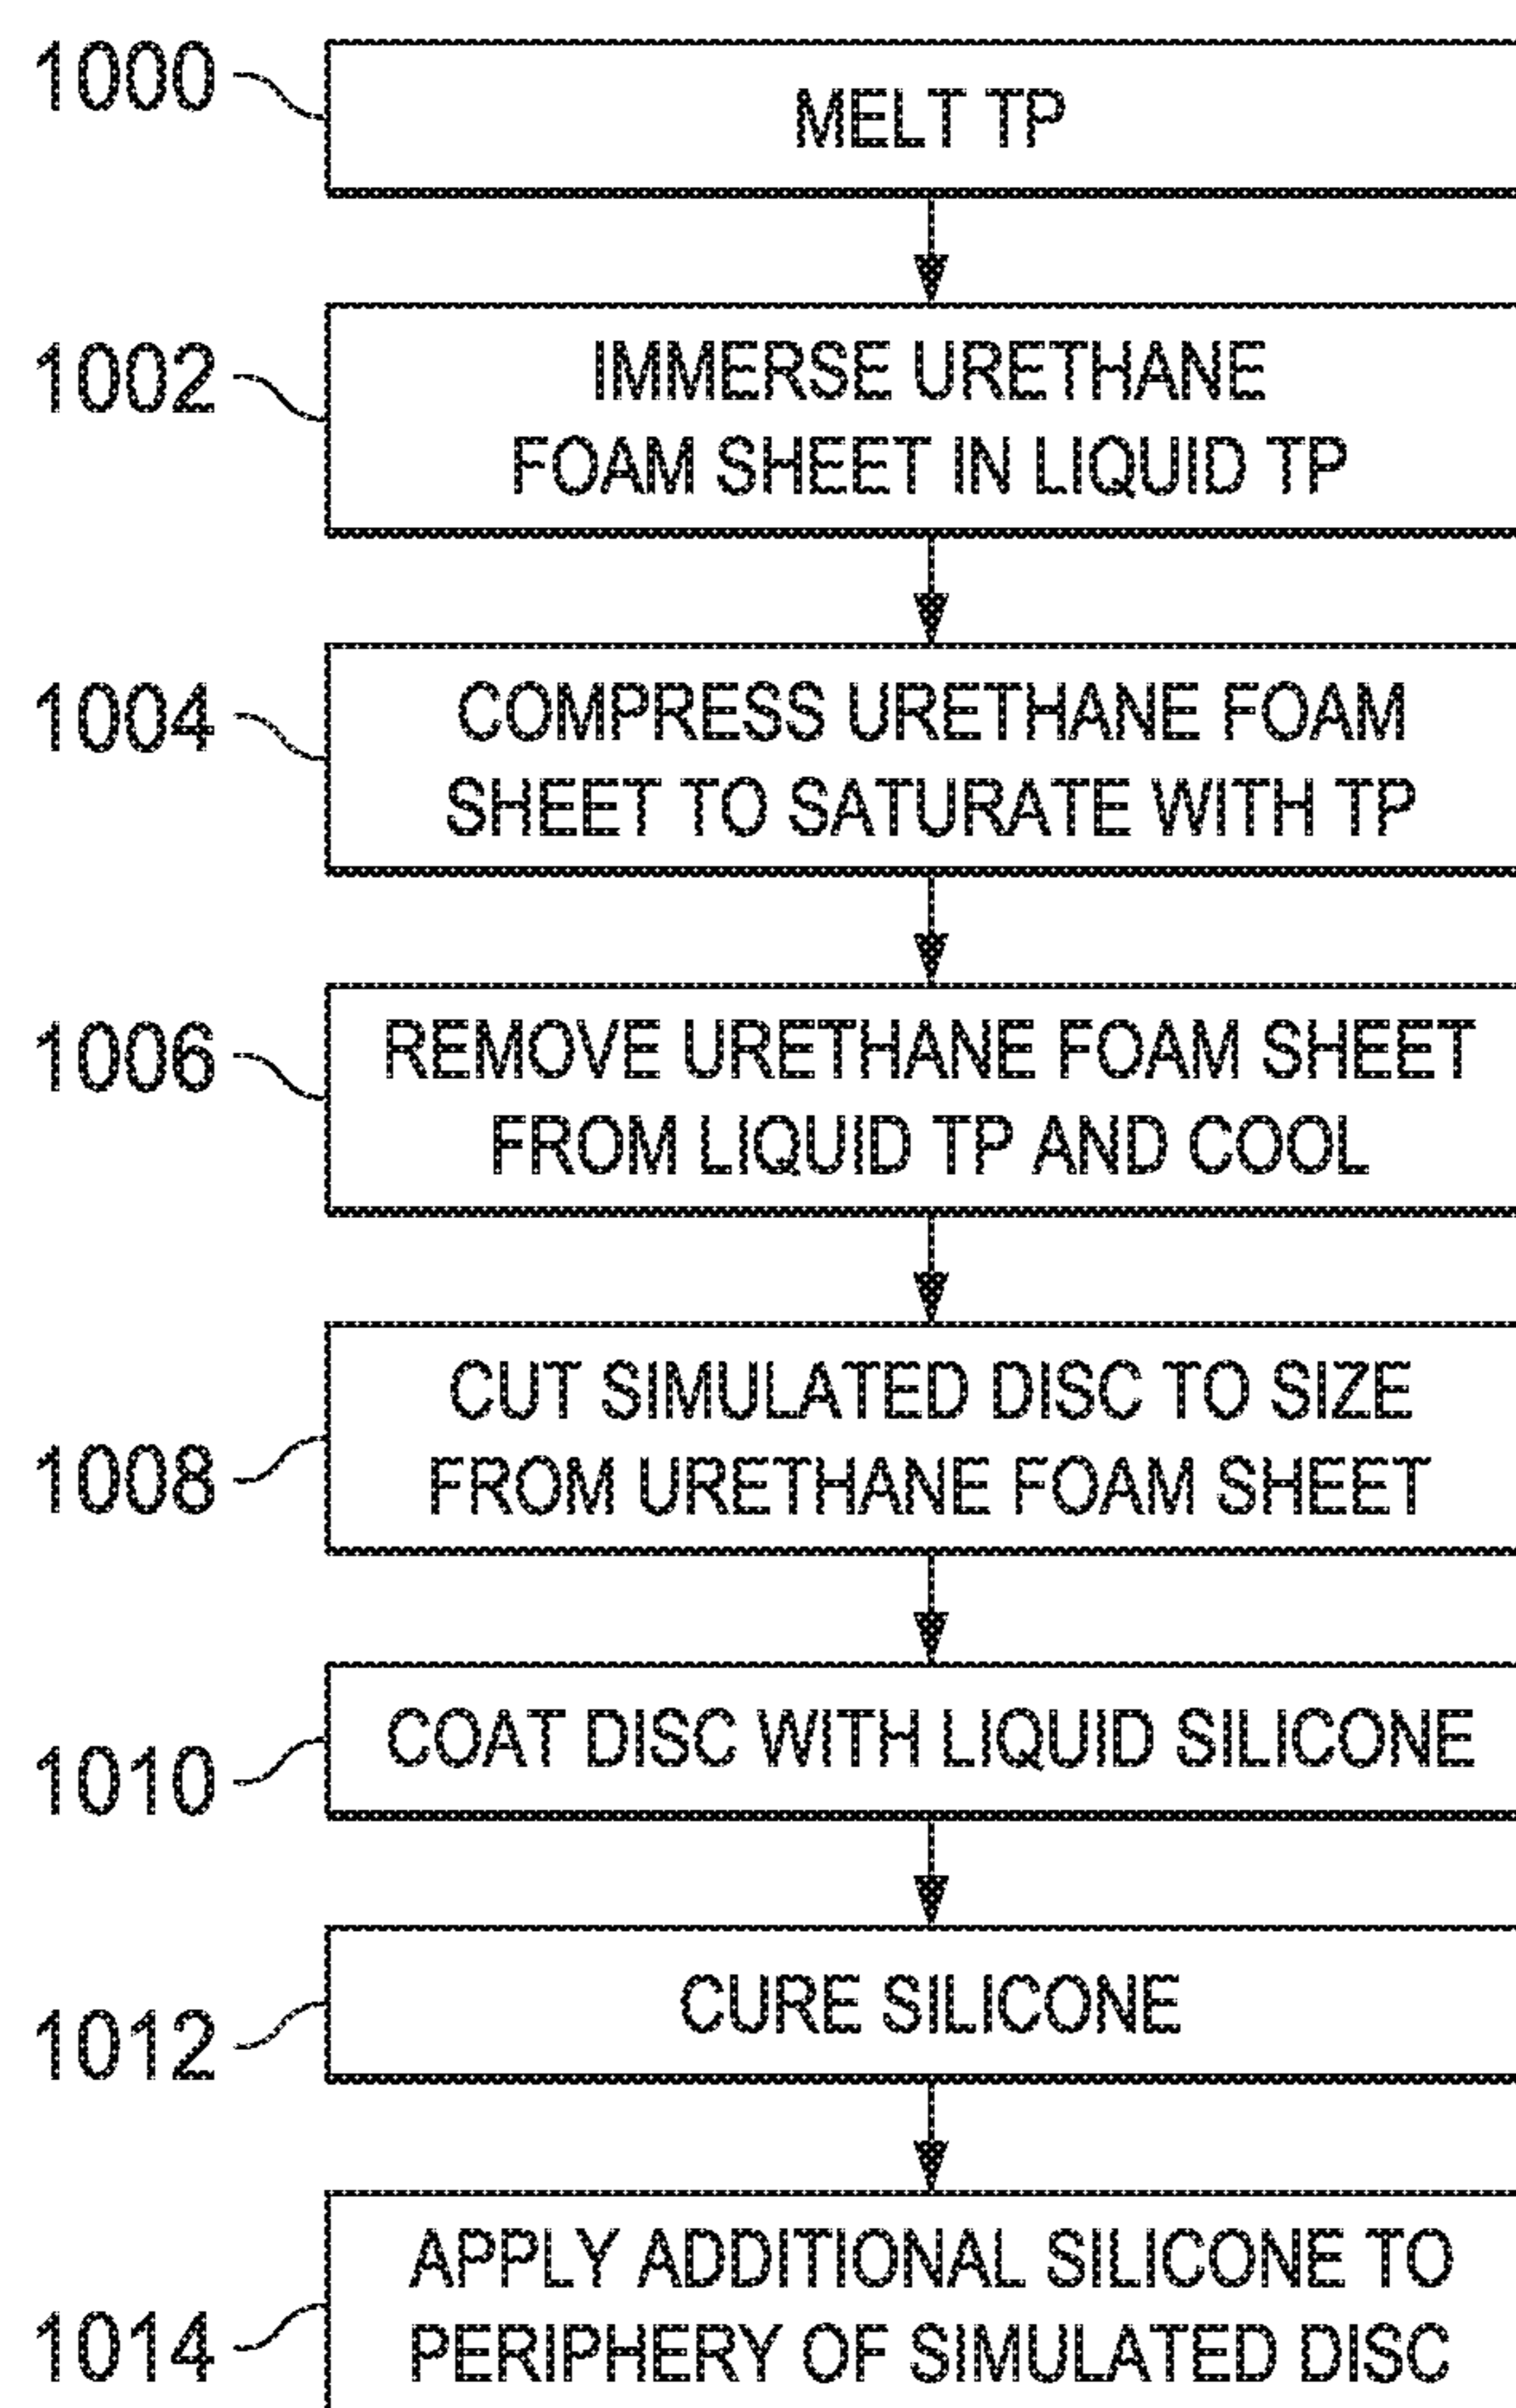 1000
MELT TP
1002
IMMERSE URETHANE
FOAM SHEET IN LIQUID TP
1004
COMPRESS URETHANE FOAM
SHEET TO SATURATE WITH TP
1006
REMOVE URETHANE FOAM SHEET
FROM LIQUID TP AND COOL
1008
CUT SIMULATED DISC TO SIZE
FROM URETHANE FOAM SHEET
1010
COAT DISC WITH LIQUID SILICONE
1012
CURE SILICONE
1014
APPLY ADDITIONAL SILICONE TO
PERIPHERY OF SIMULATED DISC